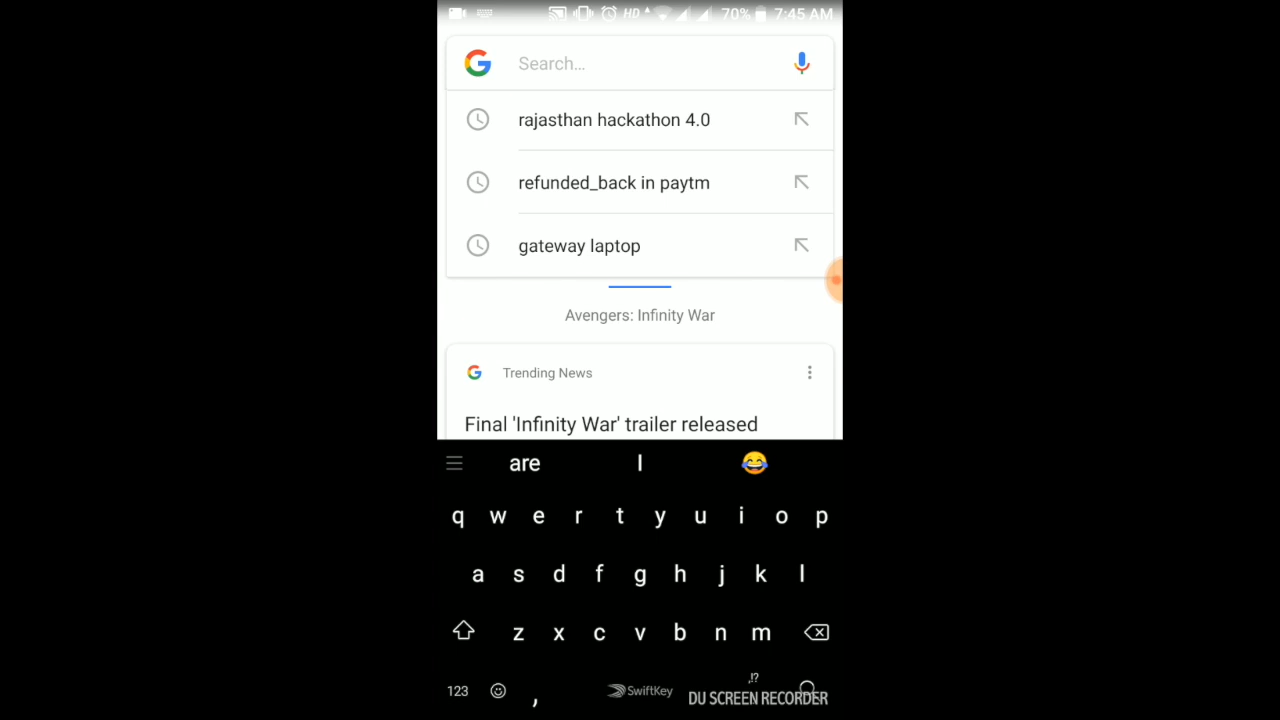 HD 70% 7:45 AM
Search...
rajasthan hackathon 4.0
refunded_back in paytm
gateway laptop
Avengers: Infinity War
Trending News
Final 'Infinity War' trailer released
are I 😂
q w e r t y u i o p
a s d f g h j k l
z x c v b n m
,!?
123 , SwiftKey
DU SCREEN RECORDER